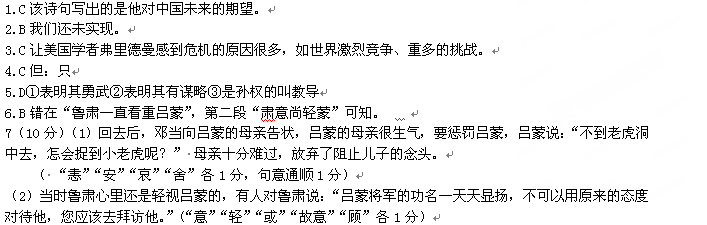 1.C 该诗句写出的是他对中国未来的期望。
2.B 我们还未实现。
3.C 让美国学者弗里德曼感到危机的原因很多，如世界激烈竞争、重多的挑战。
4.C 但：只
5.D①表明其勇武②表明其有谋略③是孙权的叫教导
6.B 错在“鲁肃一直看重吕蒙”，第二段“肃意尚轻蒙”可知。
7（10 分）(1) 回去后，邓当向吕蒙的母亲告状，吕蒙的母亲很生气，要惩罚吕蒙，吕蒙说：“不到老虎洞
中去，怎会捉到小老虎呢？”母亲十分难过，放弃了阻止儿子的念头。
（“恚”“安”“哀”“舍”各 1 分，句意通顺 1 分）
（2）当时鲁肃心里还是轻视吕蒙的，有人对鲁肃说：“吕蒙将军的功名一天天显扬，不可以用原来的态度
对待他，您应该去拜访他。”（“意”“轻”“或”“故意”“顾”各 1 分）